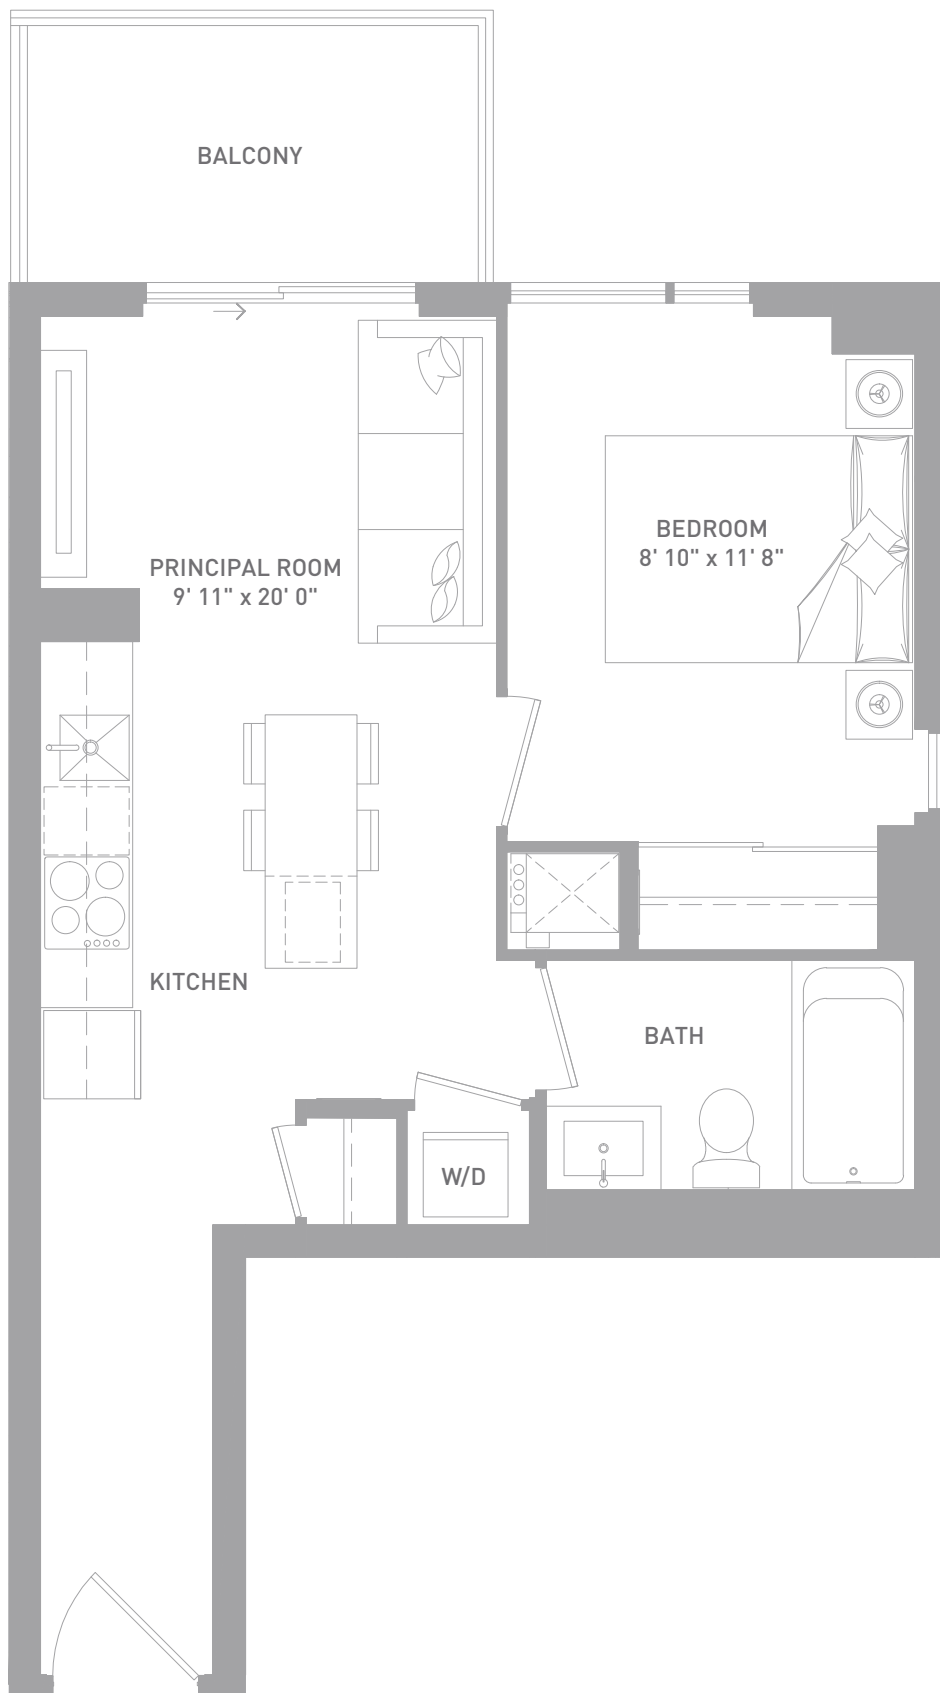 BALCONY
BEDROOM
8' 10" x 11' 8"
PRINCIPAL ROOM
9' 11" x 20' 0"
KITCHEN
BATH
W/D